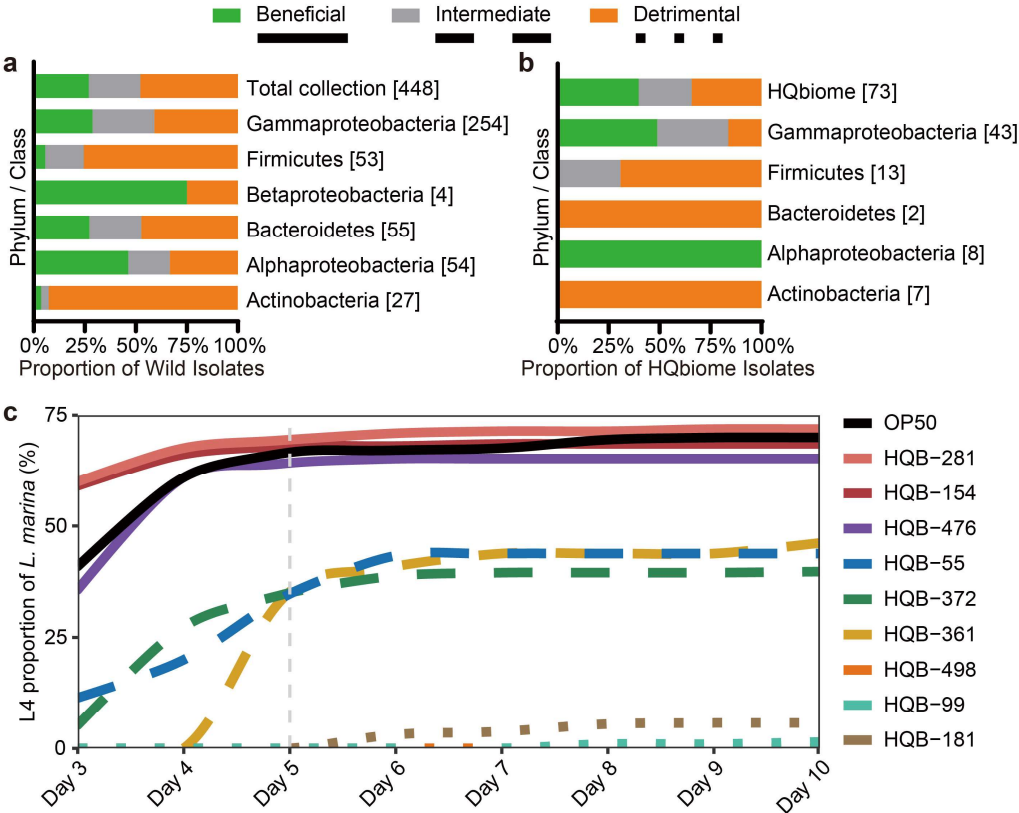 Beneficial Intermediate Detrimental
a
Phylum / Class
Total collection [448]
Gammaproteobacteria [254]
Firmicutes [53]
Betaproteobacteria [4]
Bacteroidetes [55]
Alphaproteobacteria [54]
Actinobacteria [27]
0% 25% 50% 75% 100%
Proportion of Wild Isolates
b
Phylum / Class
HQbiome [73]
Gammaproteobacteria [43]
Firmicutes [13]
Bacteroidetes [2]
Alphaproteobacteria [8]
Actinobacteria [7]
0% 25% 50% 75% 100%
Proportion of HQbiome Isolates
c
L4 proportion of L. marina (%)
75
50
25
0
Day 3 Day 4 Day 5 Day 6 Day 7 Day 8 Day 9 Day 10
OP50
HQB−281
HQB−154
HQB−476
HQB−55
HQB−372
HQB−361
HQB−498
HQB−99
HQB−181